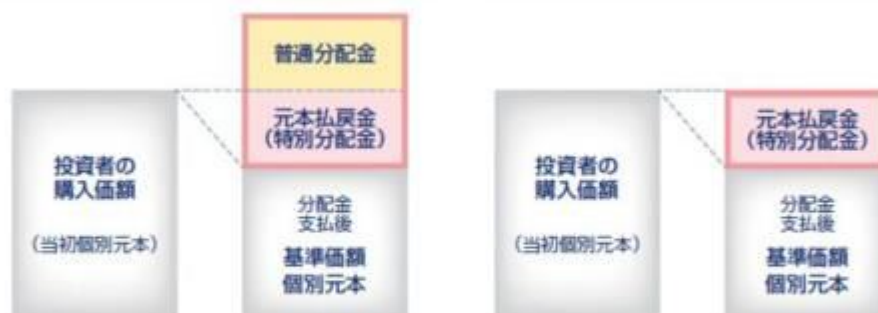 普通分配金
元本払戻金
(特別分配金)
投資者の
購入価額
(当初個別元本)
分配金
支払後
基準価額
個別元本
元本払戻金
(特別分配金)
投資者の
購入価額
(当初個別元本)
分配金
支払後
基準価額
個別元本